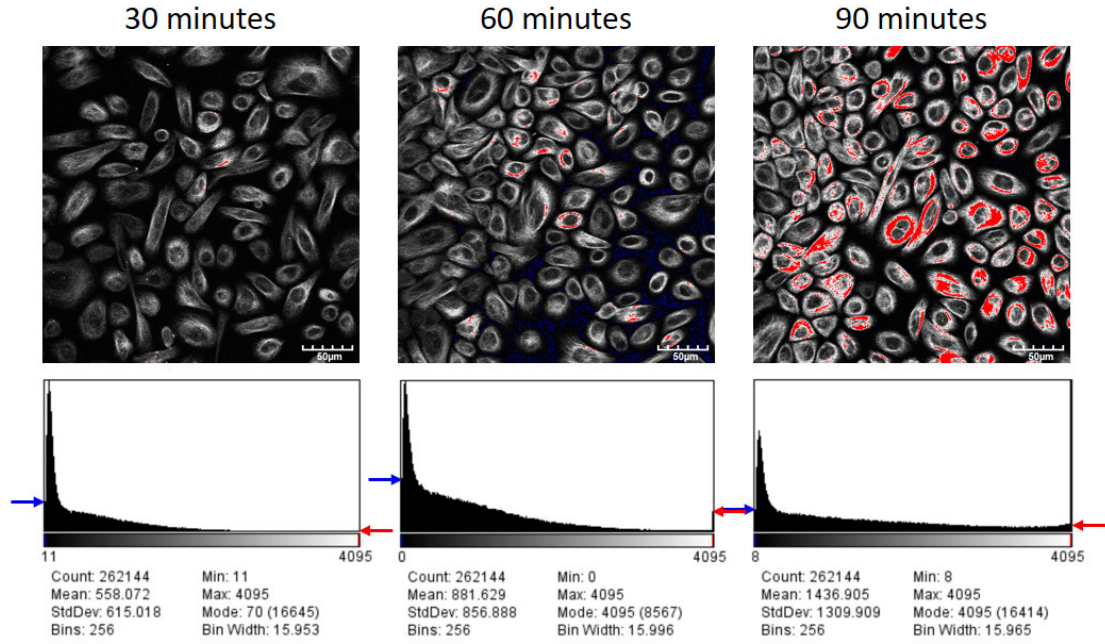 30 minutes 60 minutes 90 minutes
50µm 50µm 50µm
11 4095 0 4095 8 4095
Count: 262144 Min: 11 Count: 262144 Min: 0 Count: 262144 Min: 8
Mean: 558.072 Max: 4095 Mean: 881.629 Max: 4095 Mean: 1436.905 Max: 4095
StdDev: 615.018 Mode: 70 (16645) StdDev: 856.888 Mode: 4095 (8567) StdDev: 1309.909 Mode: 4095 (16414)
Bins: 256 Bin Width: 15.953 Bins: 256 Bin Width: 15.996 Bins: 256 Bin Width: 15.965